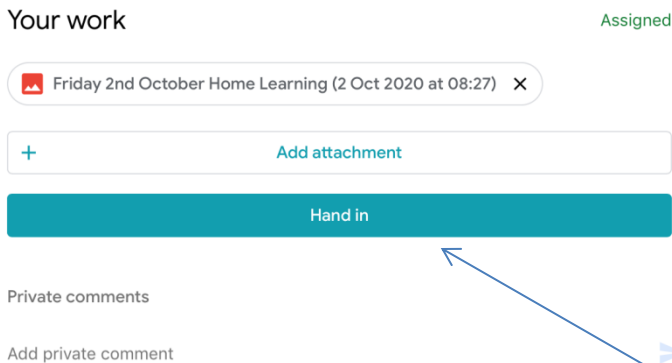 Your work
Assigned
Friday 2nd October Home Learning (2 Oct 2020 at 08:27) ×
+ Add attachment
Hand in
Private comments
Add private comment